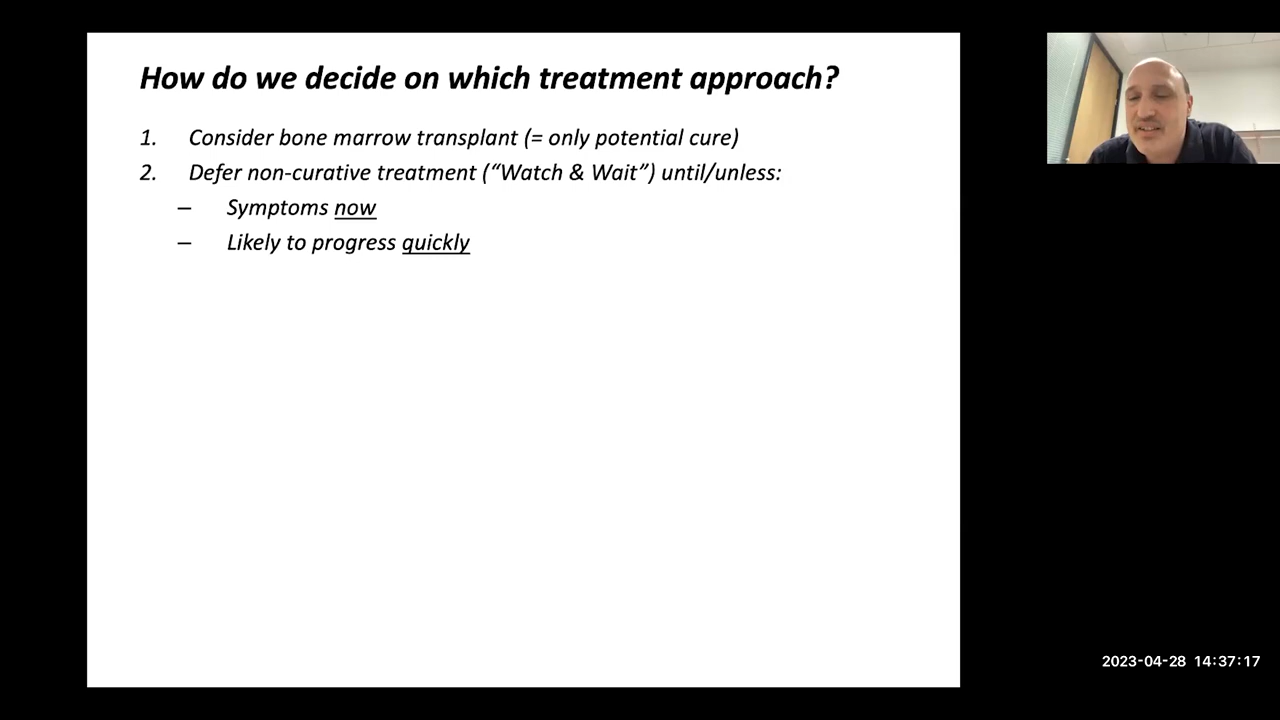 How do we decide on which treatment approach?
1. Consider bone marrow transplant (= only potential cure)
2. Defer non-curative treatment (“Watch & Wait”) until/unless:
– Symptoms now
– Likely to progress quickly
2023-04-28 14:37:17